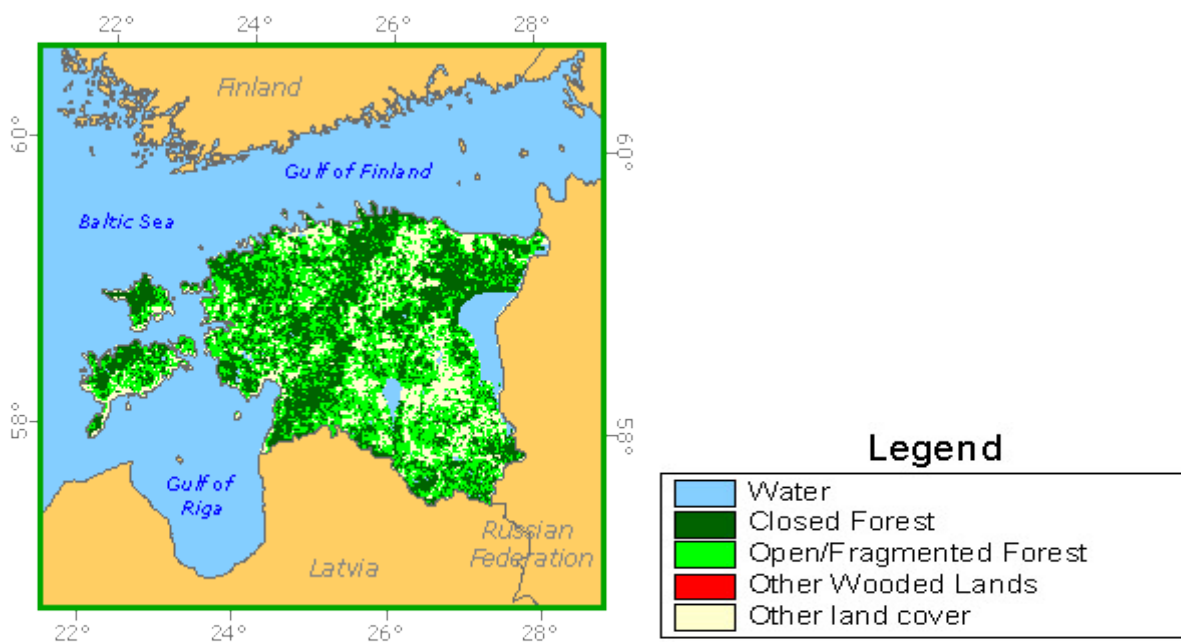 22° 24° 26° 28°
Finland
60° 60°
Gulf of Finland
Baltic Sea
58° 58°
Gulf of
Riga
Russian
Federation
Latvia
22° 24° 26° 28°
Legend
Water
Closed Forest
Open/Fragmented Forest
Other Wooded Lands
Other land cover